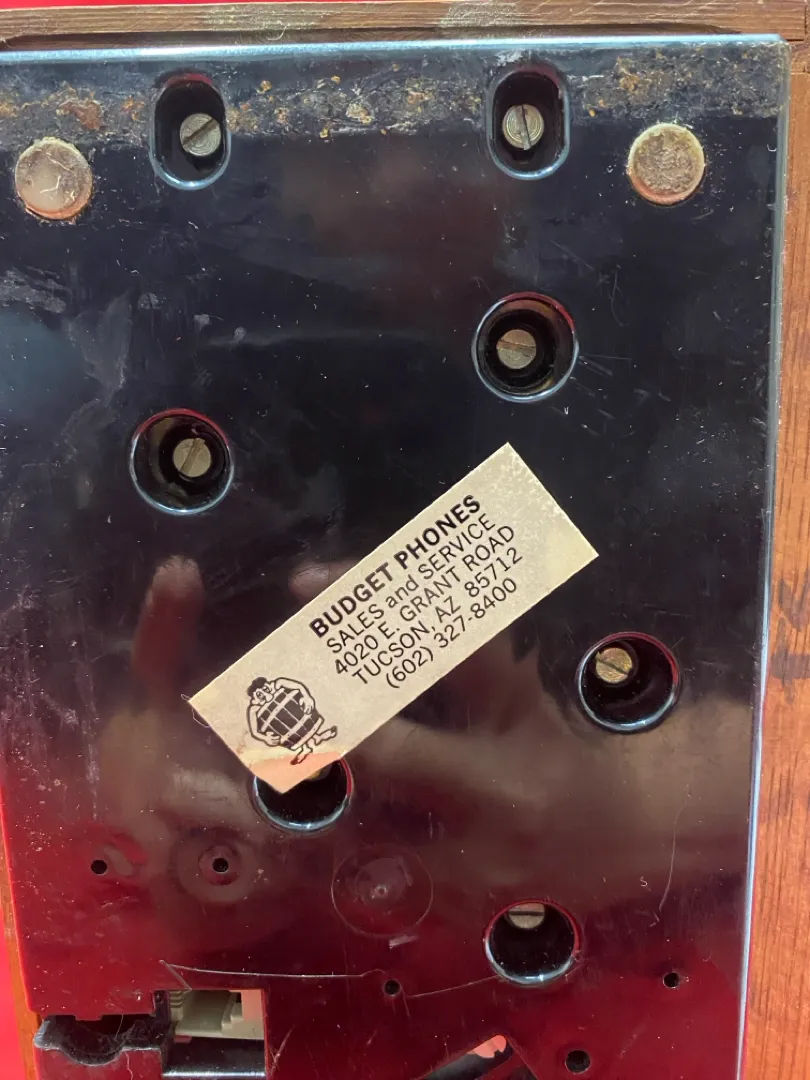 BUDGET PHONES
SALES and SERVICE
4020 E. GRANT ROAD
TUCSON, AZ 85712
(602) 327-8400